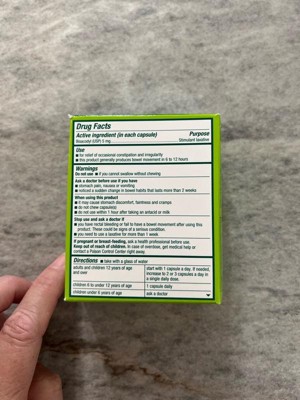 Drug Facts
Active ingredient (in each capsule) Purpose
Bisacodyl (USP) 5 mg Stimulant laxative
Use
■ for relief of occasional constipation and irregularity
■ this product generally produces bowel movement in 6 to 12 hours
Warnings
Do not use ■ if you cannot swallow without chewing
Ask a doctor before use if you have
■ stomach pain, nausea or vomiting
■ noticed a sudden change in bowel habits that lasts more than 2 weeks
When using this product
■ it may cause stomach discomfort, faintness and cramps
■ do not chew capsule(s)
■ do not use within 1 hour after taking an antacid or milk
Stop use and ask a doctor if
■ you have rectal bleeding or fail to have a bowel movement after using this
product. These could be signs of a serious condition.
■ you need to use a laxative for more than 1 week
If pregnant or breast-feeding, ask a health professional before use.
Keep out of reach of children. In case of overdose, get medical help or
contact a Poison Control Center right away.
Directions ■ take with a glass of water
adults and children 12 years of age start with 1 capsule a day. If needed,
and over increase to 2 or 3 capsules a day in
a single daily dose.
children 6 to under 12 years of age 1 capsule daily
children under 6 years of age ask a doctor